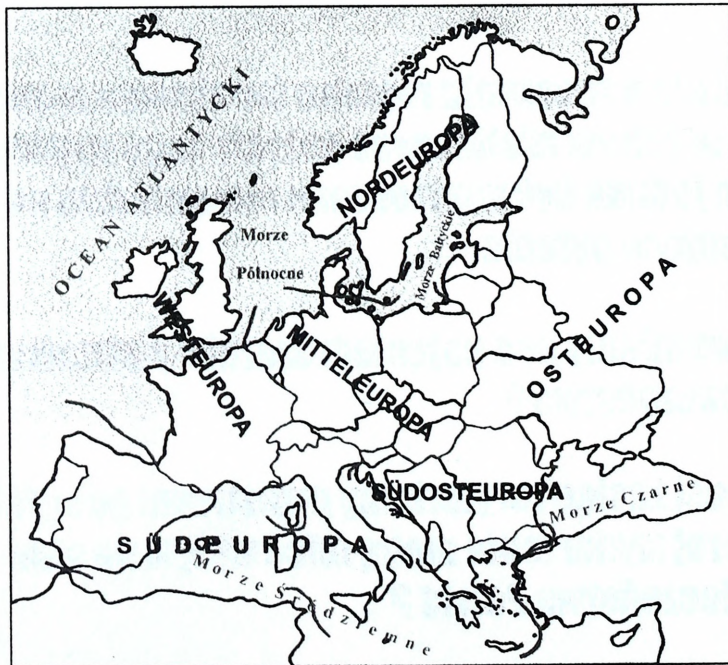 OCEAN ATLANTYCKI
NORDEUROPA
Morze
Północne
Morze Bałtyckie
WESTEUROPA
MITTELEUROPA
OSTEUROPA
SÜDOSTEUROPA
Morze Czarne
SÜDEUROPA
Morze Śródziemne